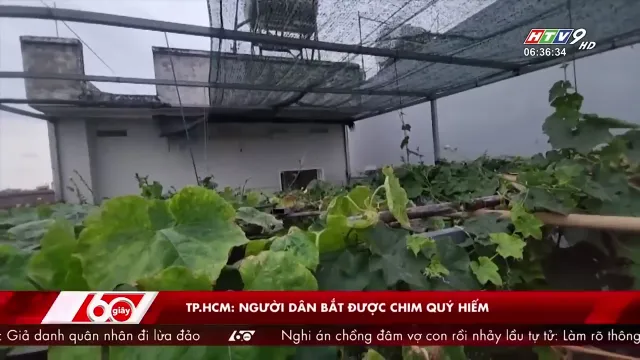 HTV9 HD
06:36:34
60 giây
TP.HCM: NGƯỜI DÂN BẮT ĐƯỢC CHIM QUÝ HIẾM
: Giả danh quân nhân đi lừa đảo 60 Nghi án chồng đâm vợ con rồi nhảy lầu tự tử: Làm rõ thông